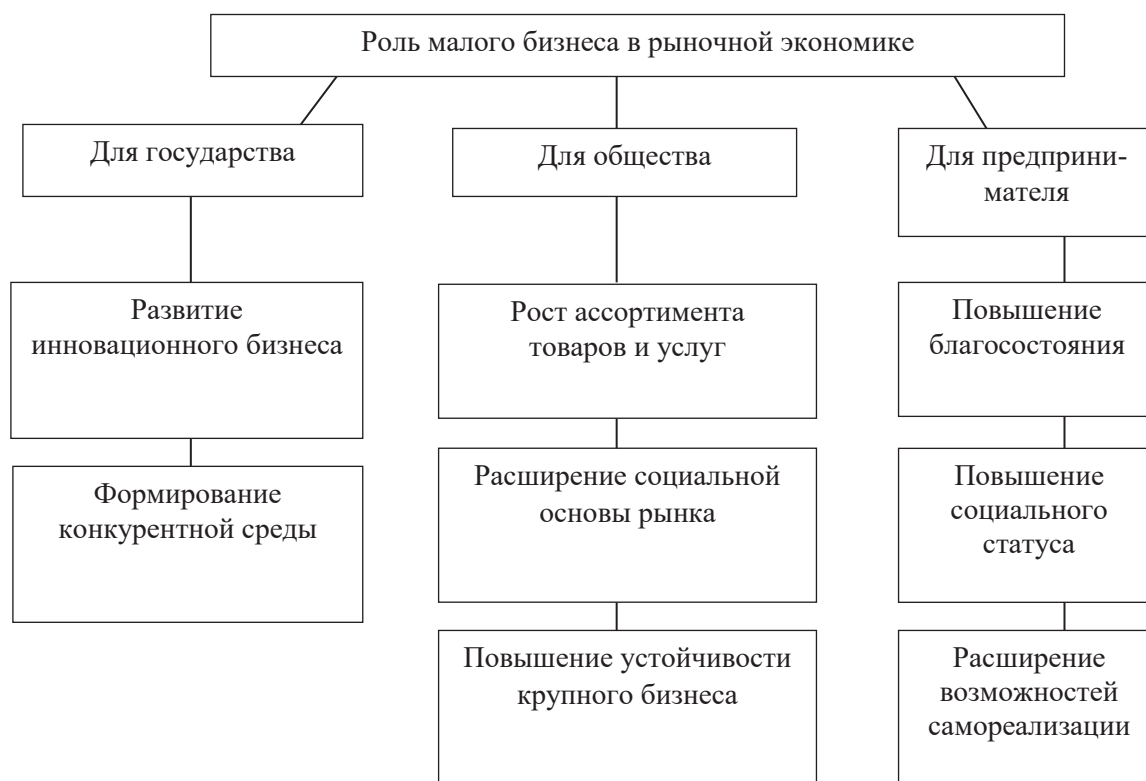 Роль малого бизнеса в рыночной экономике
Для государства
Для общества
Для предприни-
мателя
Развитие
инновационного бизнеса
Рост ассортимента
товаров и услуг
Повышение
благосостояния
Формирование
конкурентной среды
Расширение социальной
основы рынка
Повышение
социального
статуса
Повышение устойчивости
крупного бизнеса
Расширение
возможностей
самореализации